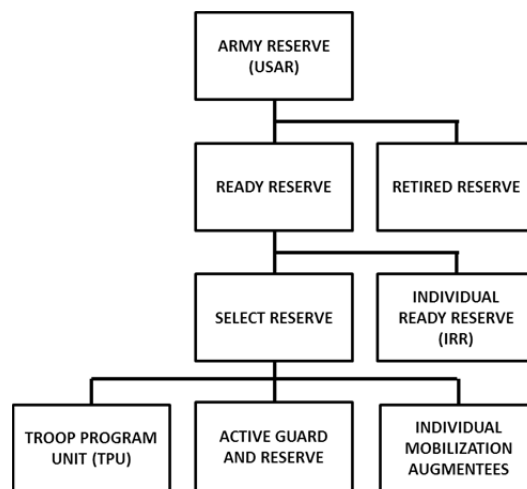 ARMY RESERVE
(USAR)
READY RESERVE
RETIRED RESERVE
SELECT RESERVE
INDIVIDUAL
READY RESERVE
(IRR)
TROOP PROGRAM
UNIT (TPU)
ACTIVE GUARD
AND RESERVE
INDIVIDUAL
MOBILIZATION
AUGMENTEES